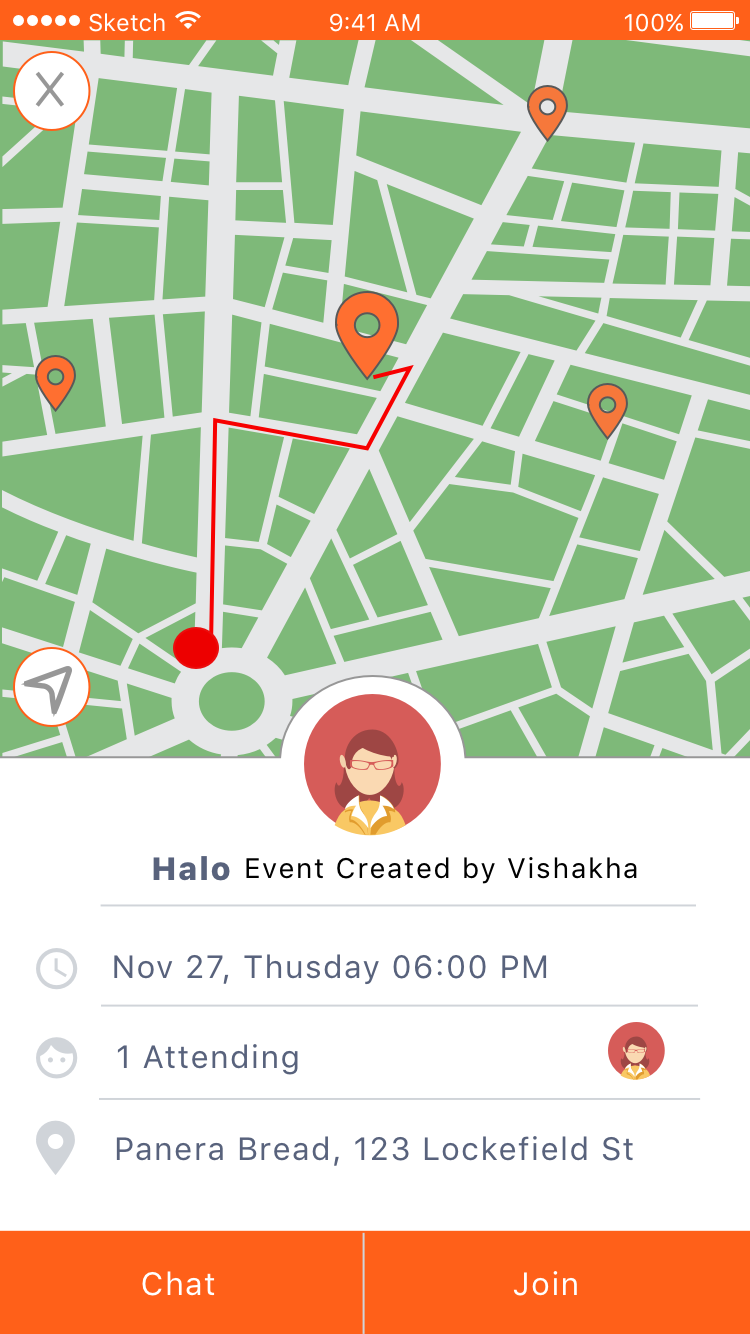 Sketch 9:41 AM 100%
X
Halo Event Created by Vishakha
Nov 27, Thusday 06:00 PM
1 Attending
Panera Bread, 123 Lockefield St
Chat Join